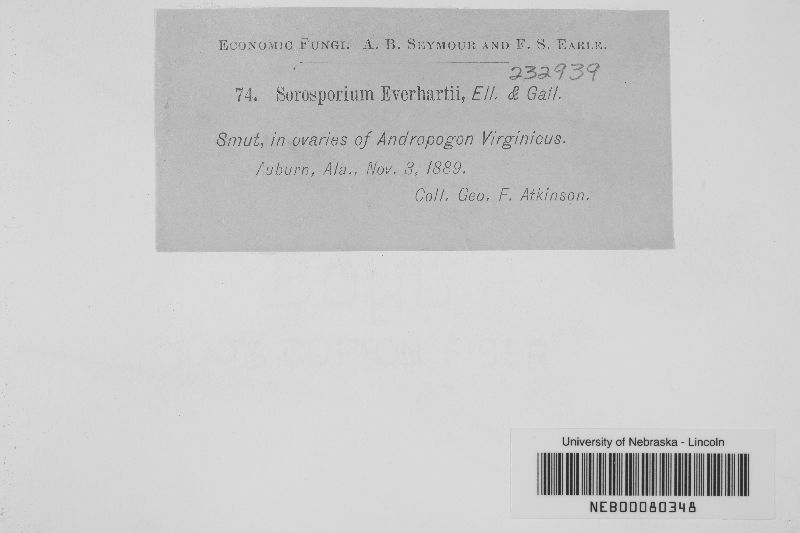 Economic Fungi. A. B. Seymour and F. S. Earle.
232939
74. Sorosporium Everhartii, Ell. & Gall.
Smut, in ovaries of Andropogon Virginicus.
Auburn, Ala., Nov. 3, 1889.
Coll. Geo. F. Atkinson.
University of Nebraska - Lincoln
NEB00080348